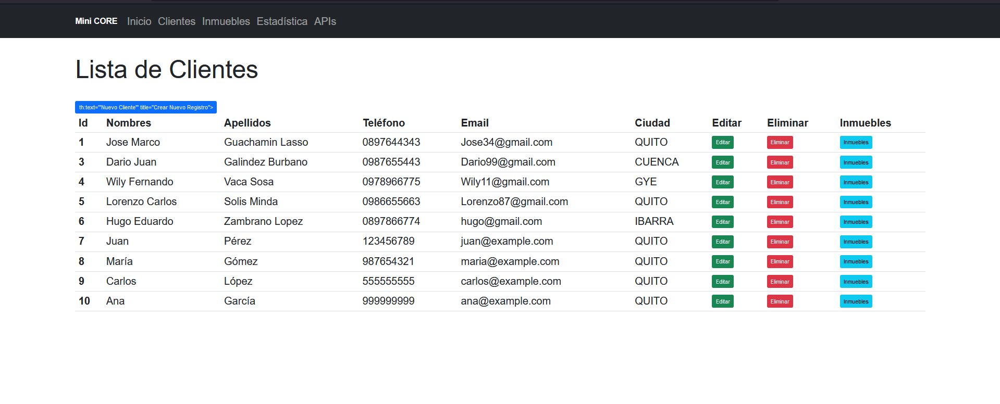 Mini CORE Inicio Clientes Inmuebles Estadística APIs
Lista de Clientes
th:text="'Nuevo Cliente'" title="Crear Nuevo Registro">
Id Nombres Apellidos Teléfono Email Ciudad Editar Eliminar Inmuebles
1 Jose Marco Guachamin Lasso 0897644343 Jose34@gmail.com QUITO Editar Eliminar Inmuebles
3 Dario Juan Galindez Burbano 0987655443 Dario99@gmail.com CUENCA Editar Eliminar Inmuebles
4 Wily Fernando Vaca Sosa 0978966775 Wily11@gmail.com GYE Editar Eliminar Inmuebles
5 Lorenzo Carlos Solis Minda 0986655663 Lorenzo87@gmail.com QUITO Editar Eliminar Inmuebles
6 Hugo Eduardo Zambrano Lopez 0897866774 hugo@gmail.com IBARRA Editar Eliminar Inmuebles
7 Juan Pérez 123456789 juan@example.com QUITO Editar Eliminar Inmuebles
8 María Gómez 987654321 maria@example.com QUITO Editar Eliminar Inmuebles
9 Carlos López 555555555 carlos@example.com QUITO Editar Eliminar Inmuebles
10 Ana García 999999999 ana@example.com QUITO Editar Eliminar Inmuebles